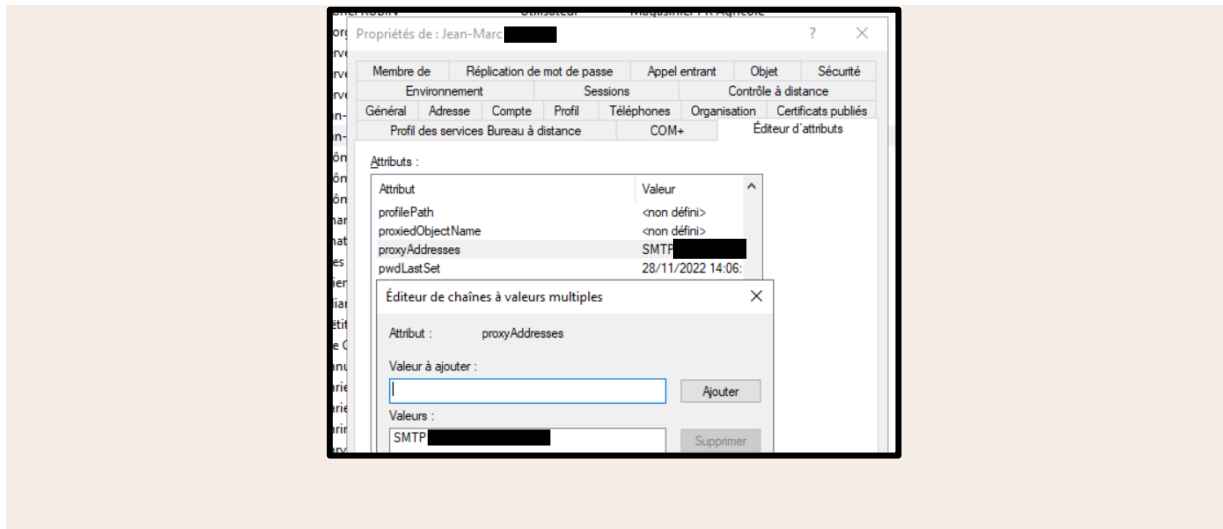 Utilisateur
Propriétés de : Jean-Marc
?
Membre de Réplication de mot de passe Appel entrant Objet Sécurité
Environnement Sessions Contrôle à distance
Général Adresse Compte Profil Téléphones Organisation Certificats publiés
Profil des services Bureau à distance COM+ Éditeur d'attributs
Attributs :
Attribut Valeur
profilePath <non défini>
proxiedObjectName <non défini>
proxyAddresses SMTP
pwdLastSet 28/11/2022 14:06:
Éditeur de chaînes à valeurs multiples
Attribut : proxyAddresses
Valeur à ajouter :
Ajouter
Valeurs :
SMTP
Supprimer